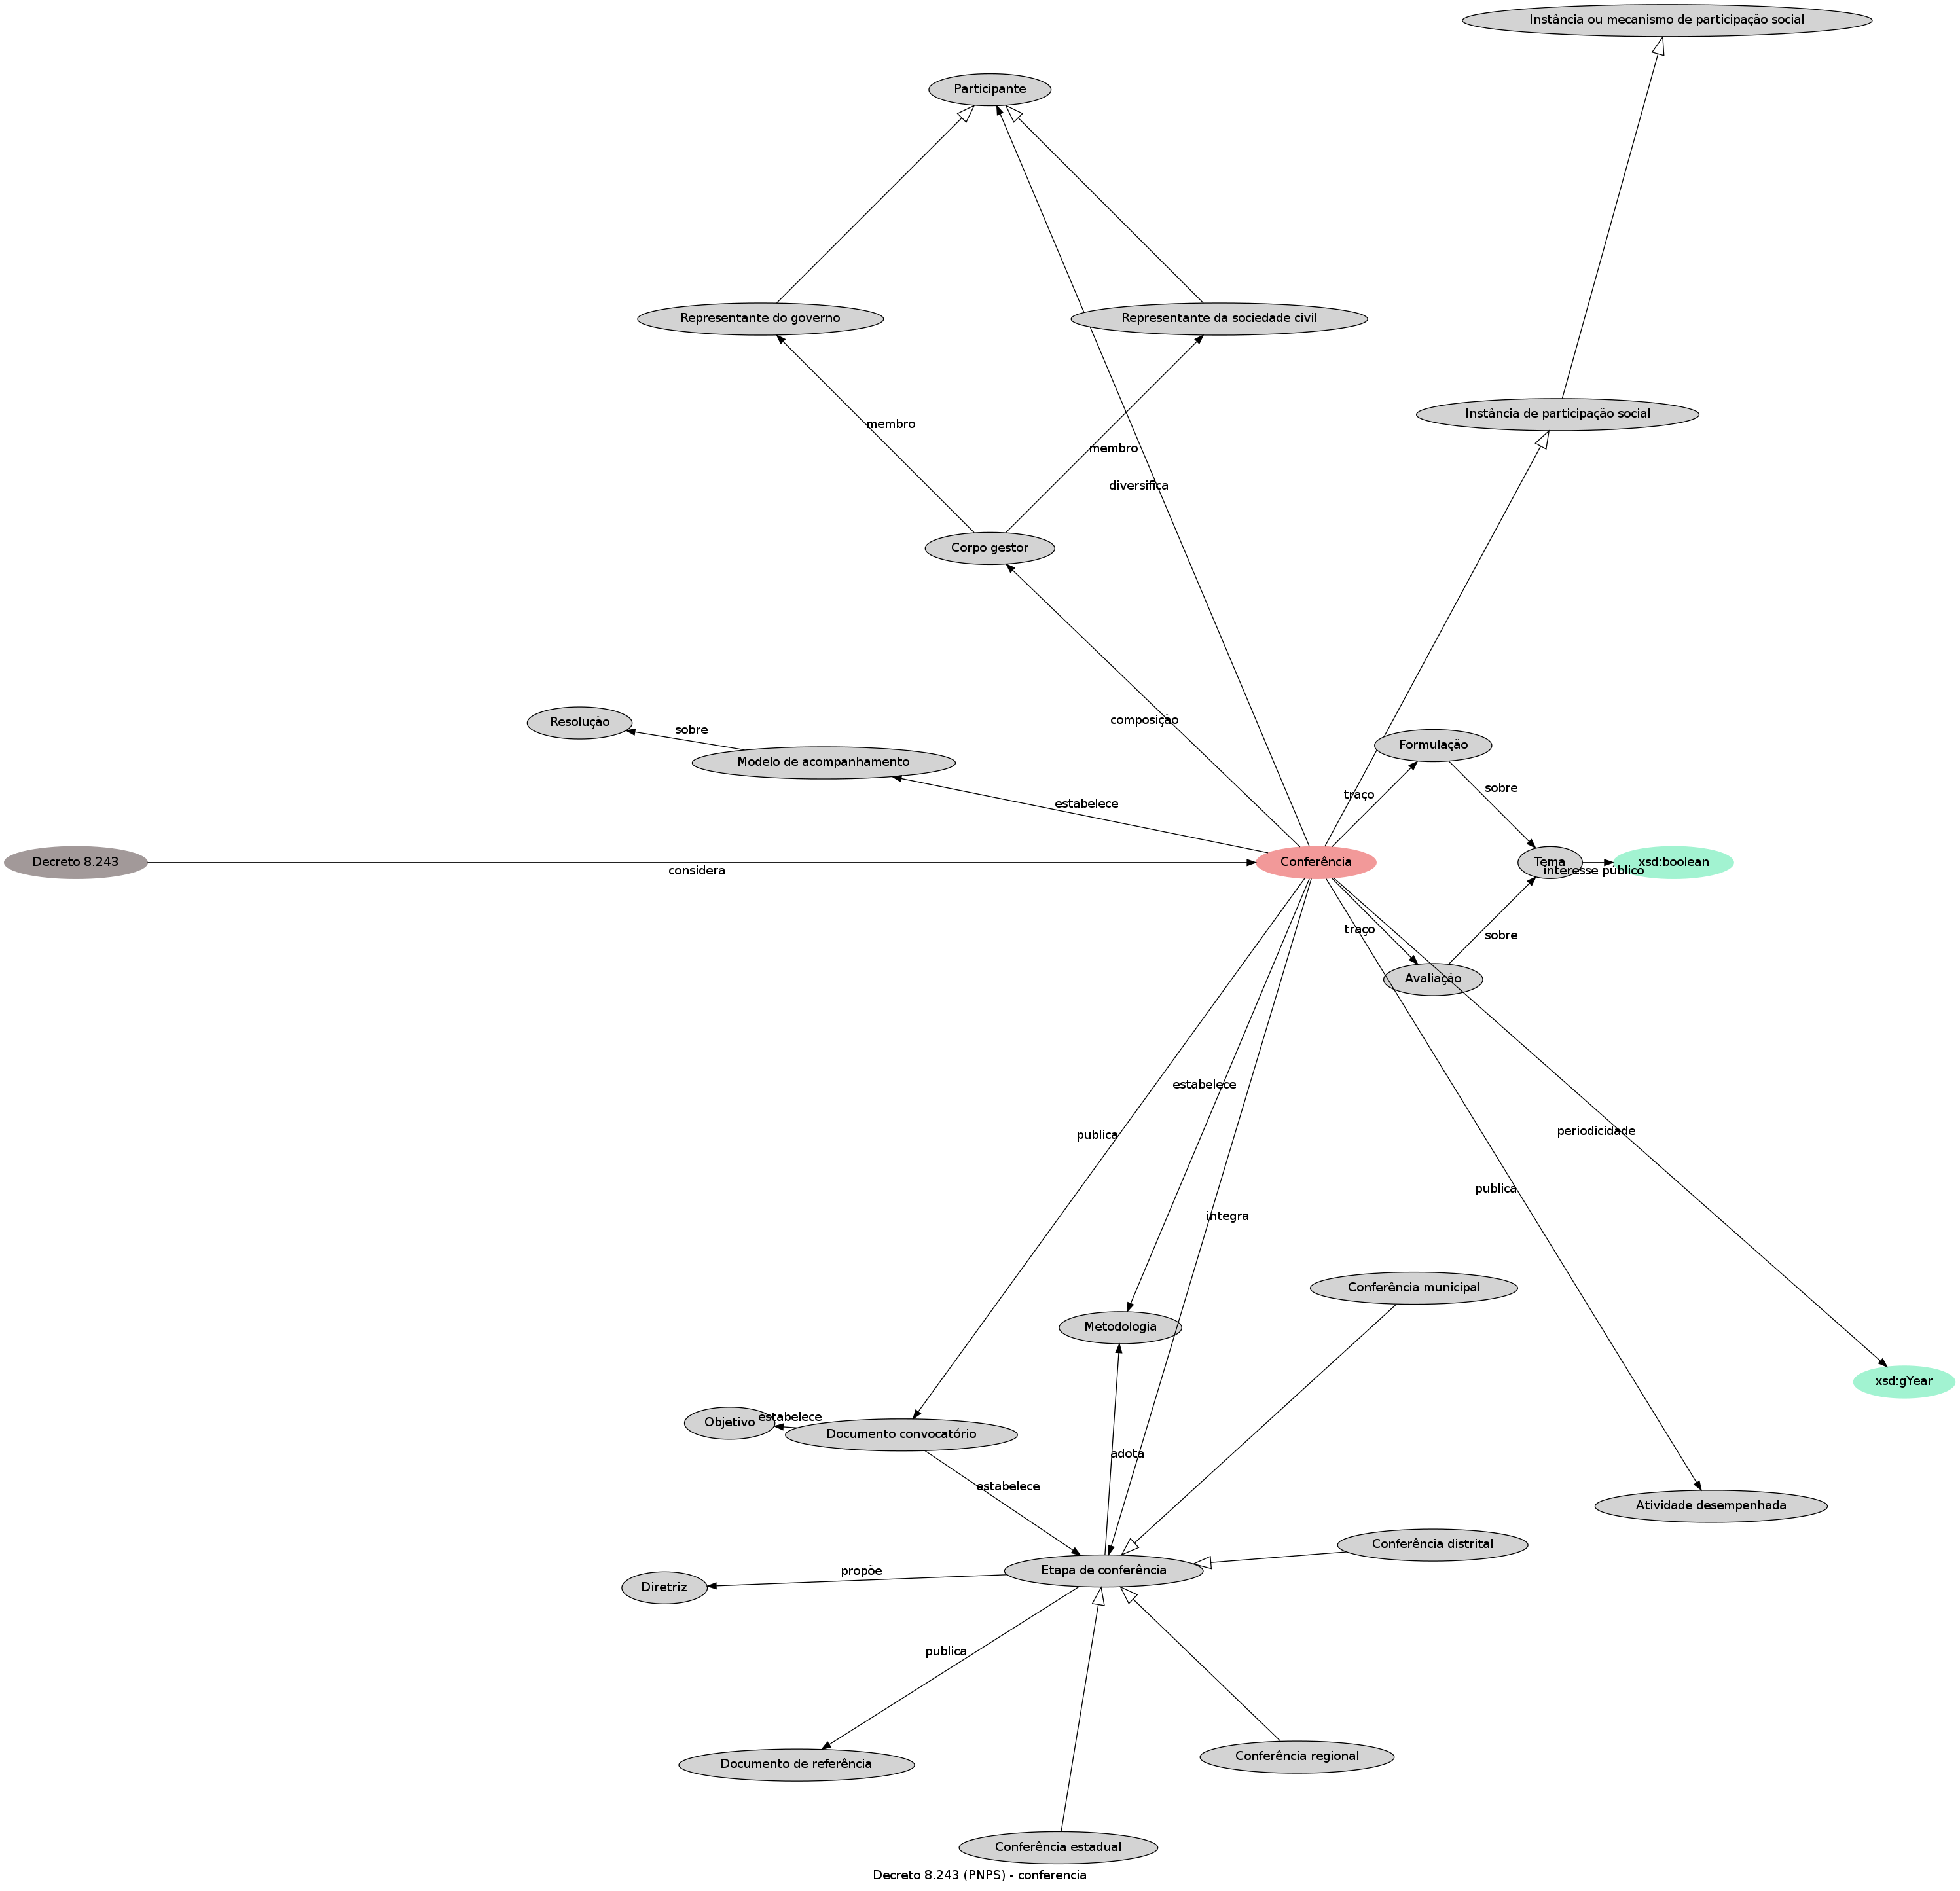 Instância ou mecanismo de participação social
Participante
Representante do governo
Representante da sociedade civil
Instância de participação social
membro
membro
diversifica
Corpo gestor
Resolução
composição
sobre
Formulação
Modelo de acompanhamento
sobre
traço
estabelece
Decreto 8.243
considera
Conferência
Tema
xsd:boolean
interesse público
traço
sobre
Avaliação
estabelece
publica
periodicidade
publica
integra
Conferência municipal
Metodologia
xsd:gYear
Objetivo
estabelece
Documento convocatório
adota
estabelece
Atividade desempenhada
Conferência distrital
propõe
Etapa de conferência
Diretriz
publica
Conferência regional
Documento de referência
Conferência estadual
Decreto 8.243 (PNPS) - conferencia